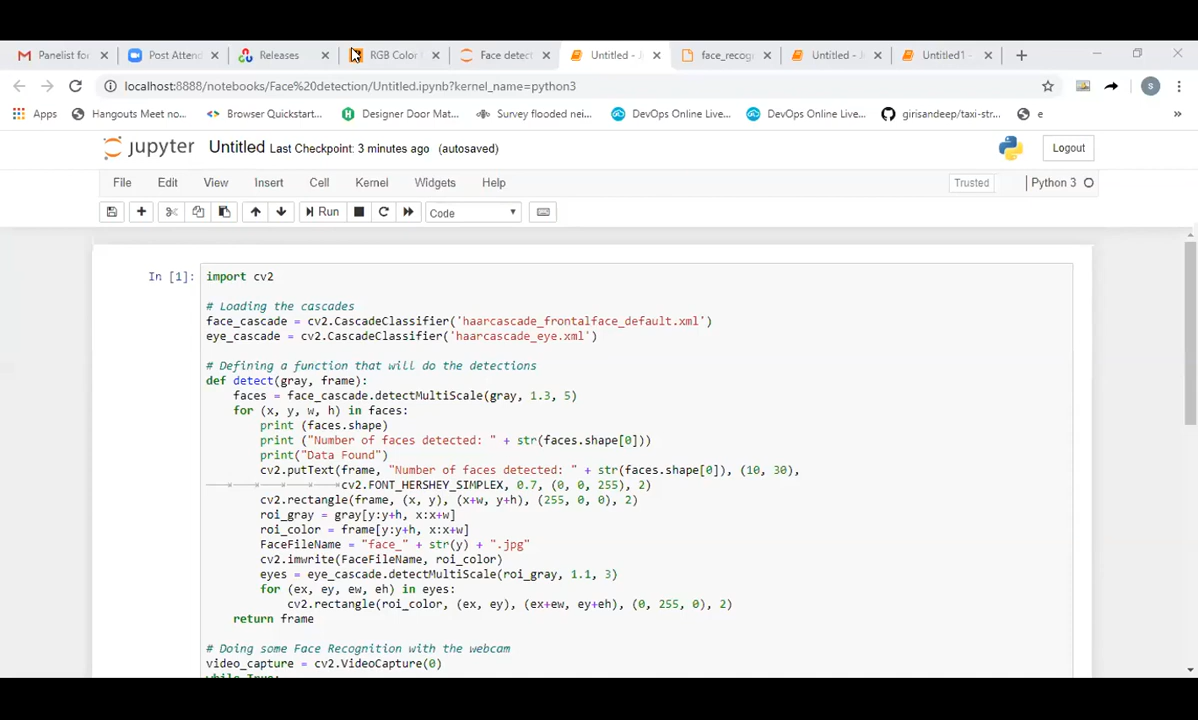 Panelist for
Post Attend
Releases
RGB Color
Face detect
Untitled - J
face_recog
Untitled - J
Untitled1 -
localhost:8888/notebooks/Face%20detection/Untitled.ipynb?kernel_name=python3
S
Apps
Hangouts Meet no...
Browser Quickstart...
Designer Door Mat...
Survey flooded nei...
DevOps Online Live...
DevOps Online Live...
girisandeep/taxi-str...
e
»
jupyter
Untitled Last Checkpoint: 3 minutes ago (autosaved)
Logout
File Edit View Insert Cell Kernel Widgets Help
Trusted
Python 3
Run
Code
In [1]:
import cv2
# Loading the cascades
face_cascade = cv2.CascadeClassifier('haarcascade_frontalface_default.xml')
eye_cascade = cv2.CascadeClassifier('haarcascade_eye.xml')
# Defining a function that will do the detections
def detect(gray, frame):
faces = face_cascade.detectMultiScale(gray, 1.3, 5)
for (x, y, w, h) in faces:
print (faces.shape)
print ("Number of faces detected: " + str(faces.shape[0]))
print("Data Found")
cv2.putText(frame, "Number of faces detected: " + str(faces.shape[0]), (10, 30),
cv2.FONT_HERSHEY_SIMPLEX, 0.7, (0, 0, 255), 2)
cv2.rectangle(frame, (x, y), (x+w, y+h), (255, 0, 0), 2)
roi_gray = gray[y:y+h, x:x+w]
roi_color = frame[y:y+h, x:x+w]
FaceFileName = "face_" + str(y) + ".jpg"
cv2.imwrite(FaceFileName, roi_color)
eyes = eye_cascade.detectMultiScale(roi_gray, 1.1, 3)
for (ex, ey, ew, eh) in eyes:
cv2.rectangle(roi_color, (ex, ey), (ex+ew, ey+eh), (0, 255, 0), 2)
return frame
# Doing some Face Recognition with the webcam
video_capture = cv2.VideoCapture(0)
while True: